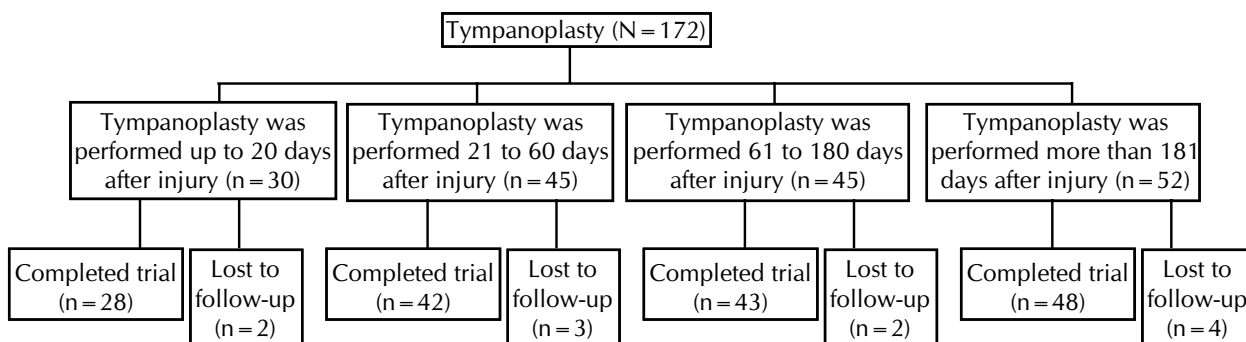 Tympanoplasty (N = 172)
Tympanoplasty was
performed up to 20 days
after injury (n = 30)
Tympanoplasty was
performed 21 to 60 days
after injury (n = 45)
Tympanoplasty was
performed 61 to 180 days
after injury (n = 45)
Tympanoplasty was
performed more than 181
days after injury (n = 52)
Completed trial
(n = 28)
Lost to
follow-up
(n = 2)
Completed trial
(n = 42)
Lost to
follow-up
(n = 3)
Completed trial
(n = 43)
Lost to
follow-up
(n = 2)
Completed trial
(n = 48)
Lost to
follow-up
(n = 4)